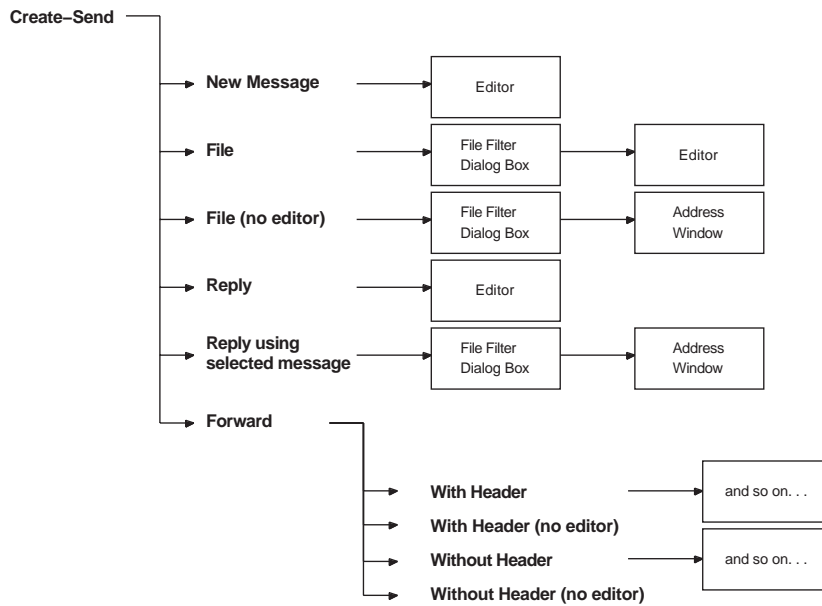 Create–Send
New Message
Editor
File
File Filter
Dialog Box
Editor
File (no editor)
File Filter
Dialog Box
Address
Window
Reply
Editor
Reply using
selected message
File Filter
Dialog Box
Address
Window
Forward
With Header
and so on. . .
With Header (no editor)
Without Header
and so on. . .
Without Header (no editor)